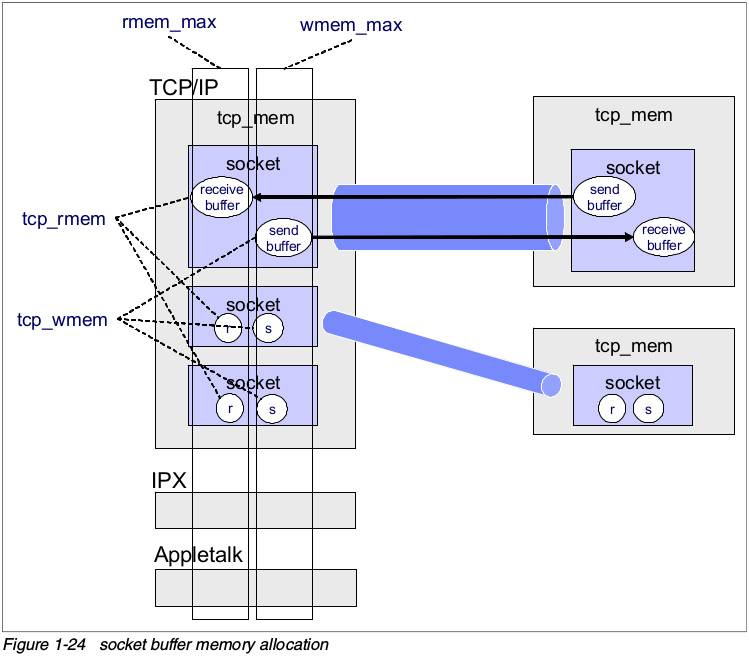 rmem_max
wmem_max
TCP/IP
tcp_mem
socket
receive
buffer
send
buffer
tcp_rmem
tcp_wmem
socket
r
s
socket
r
s
IPX
Appletalk
tcp_mem
socket
send
buffer
receive
buffer
tcp_mem
socket
r
s
Figure 1-24 socket buffer memory allocation